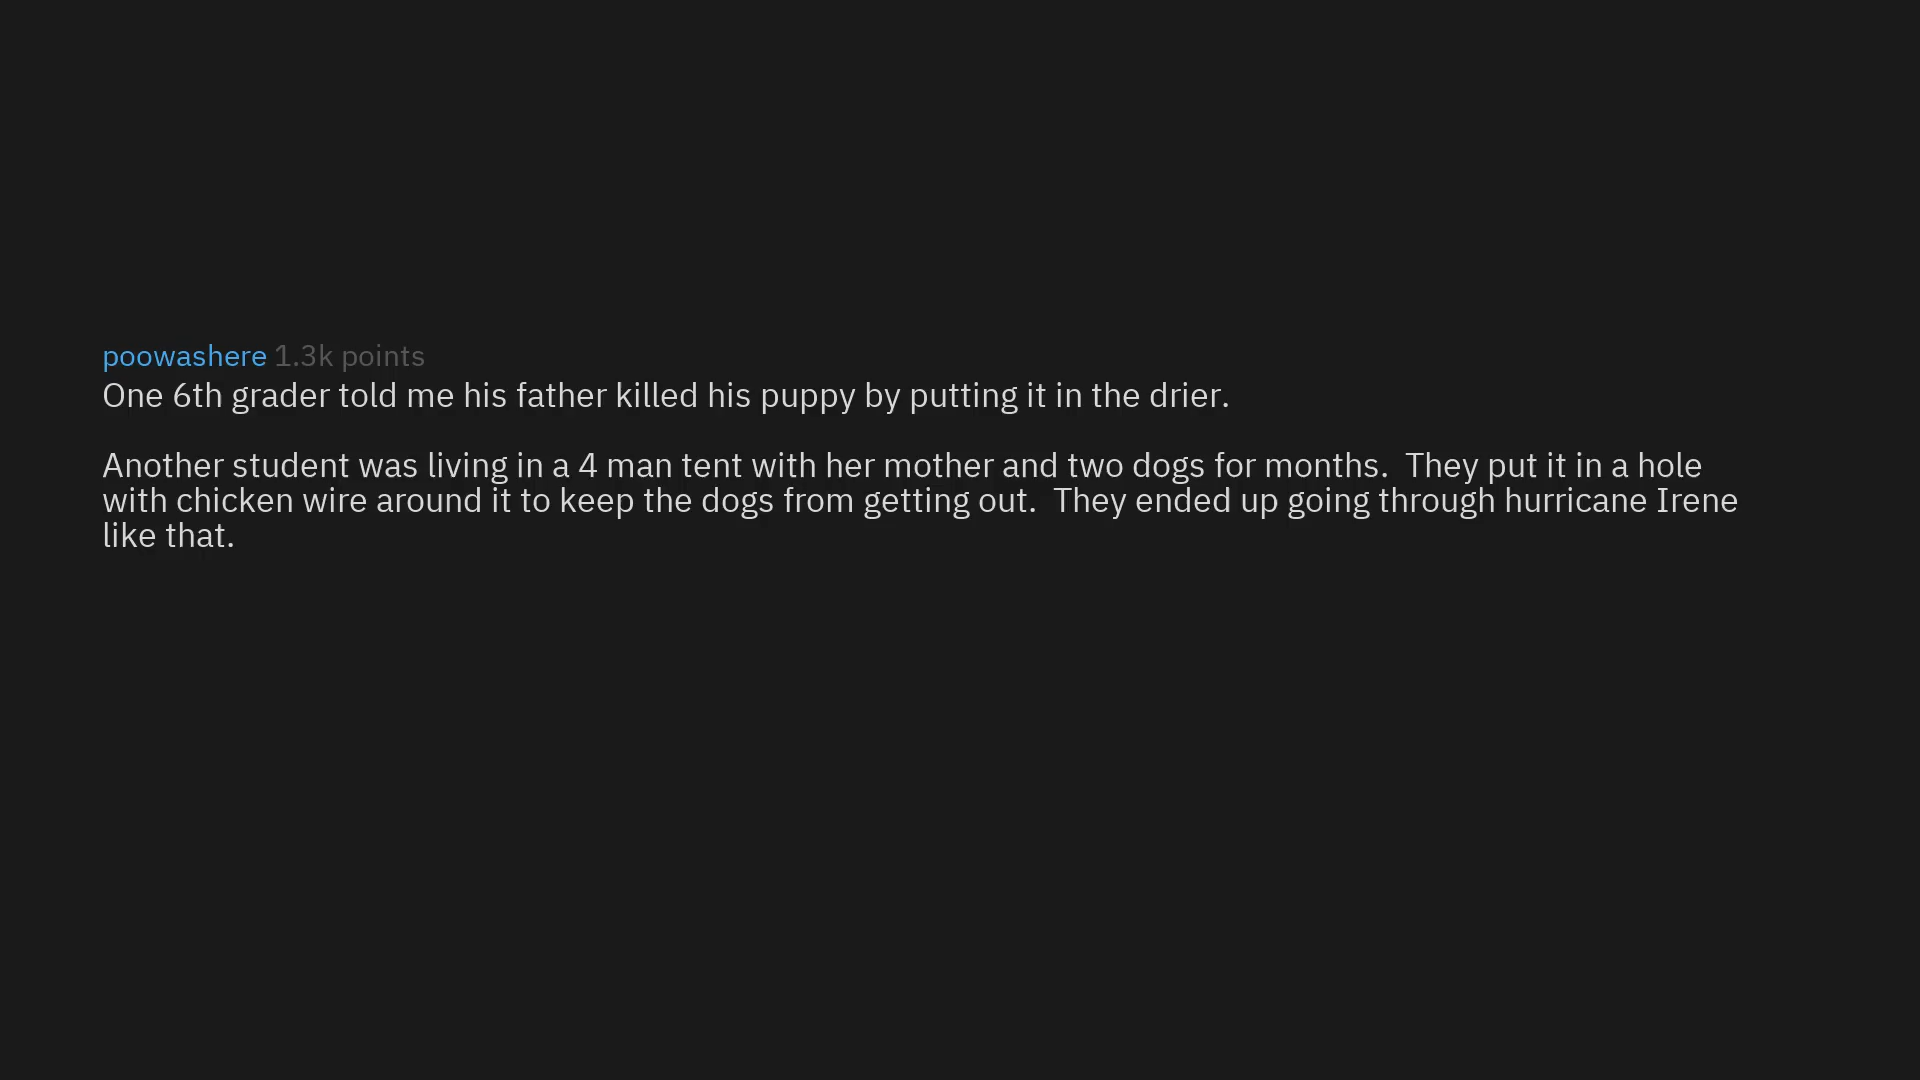 poowashere 1.3k points
One 6th grader told me his father killed his puppy by putting it in the drier.
Another student was living in a 4 man tent with her mother and two dogs for months.  They put it in a hole
with chicken wire around it to keep the dogs from getting out.  They ended up going through hurricane Irene
like that.